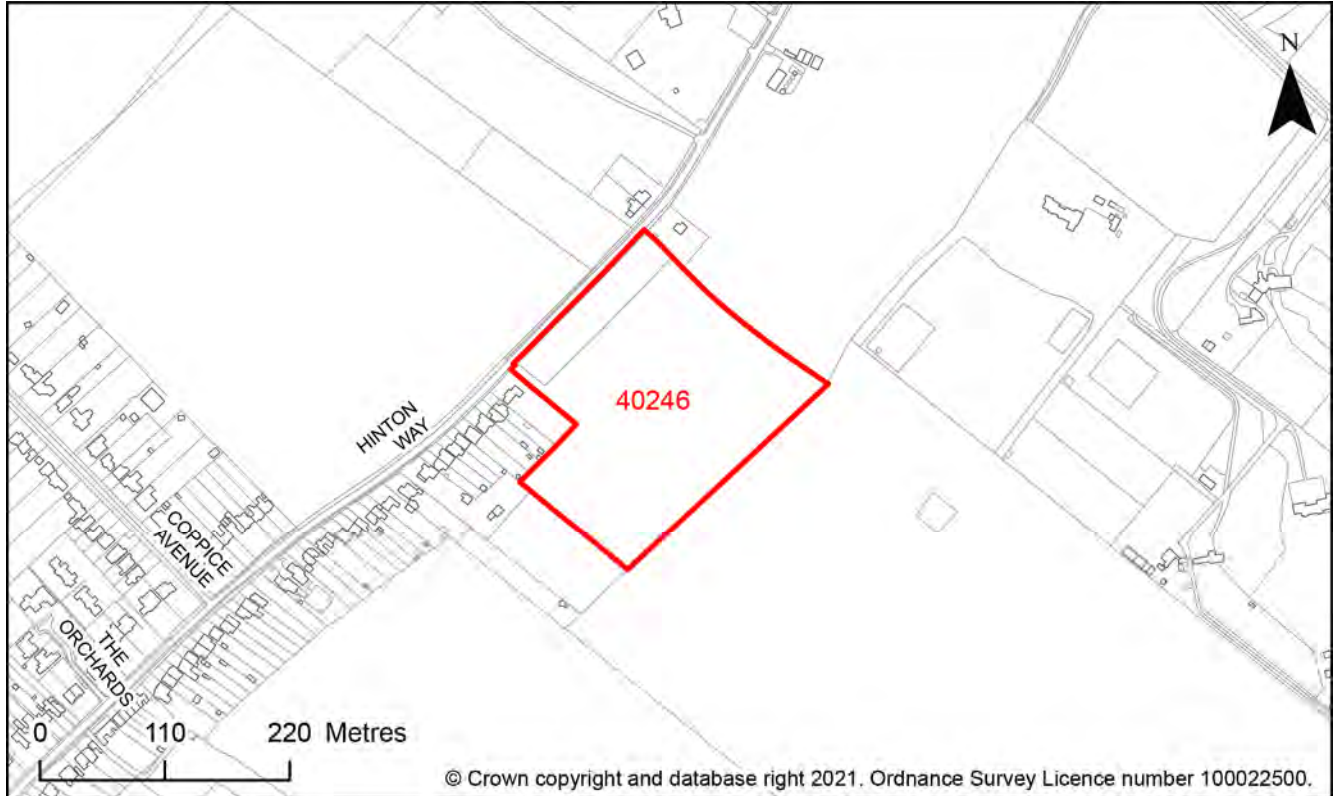 N
40246
HINTON
WAY
COPPICE
AVENUE
THE
ORCHARDS
0 110 220 Metres
© Crown copyright and database right 2021. Ordnance Survey Licence number 100022500.